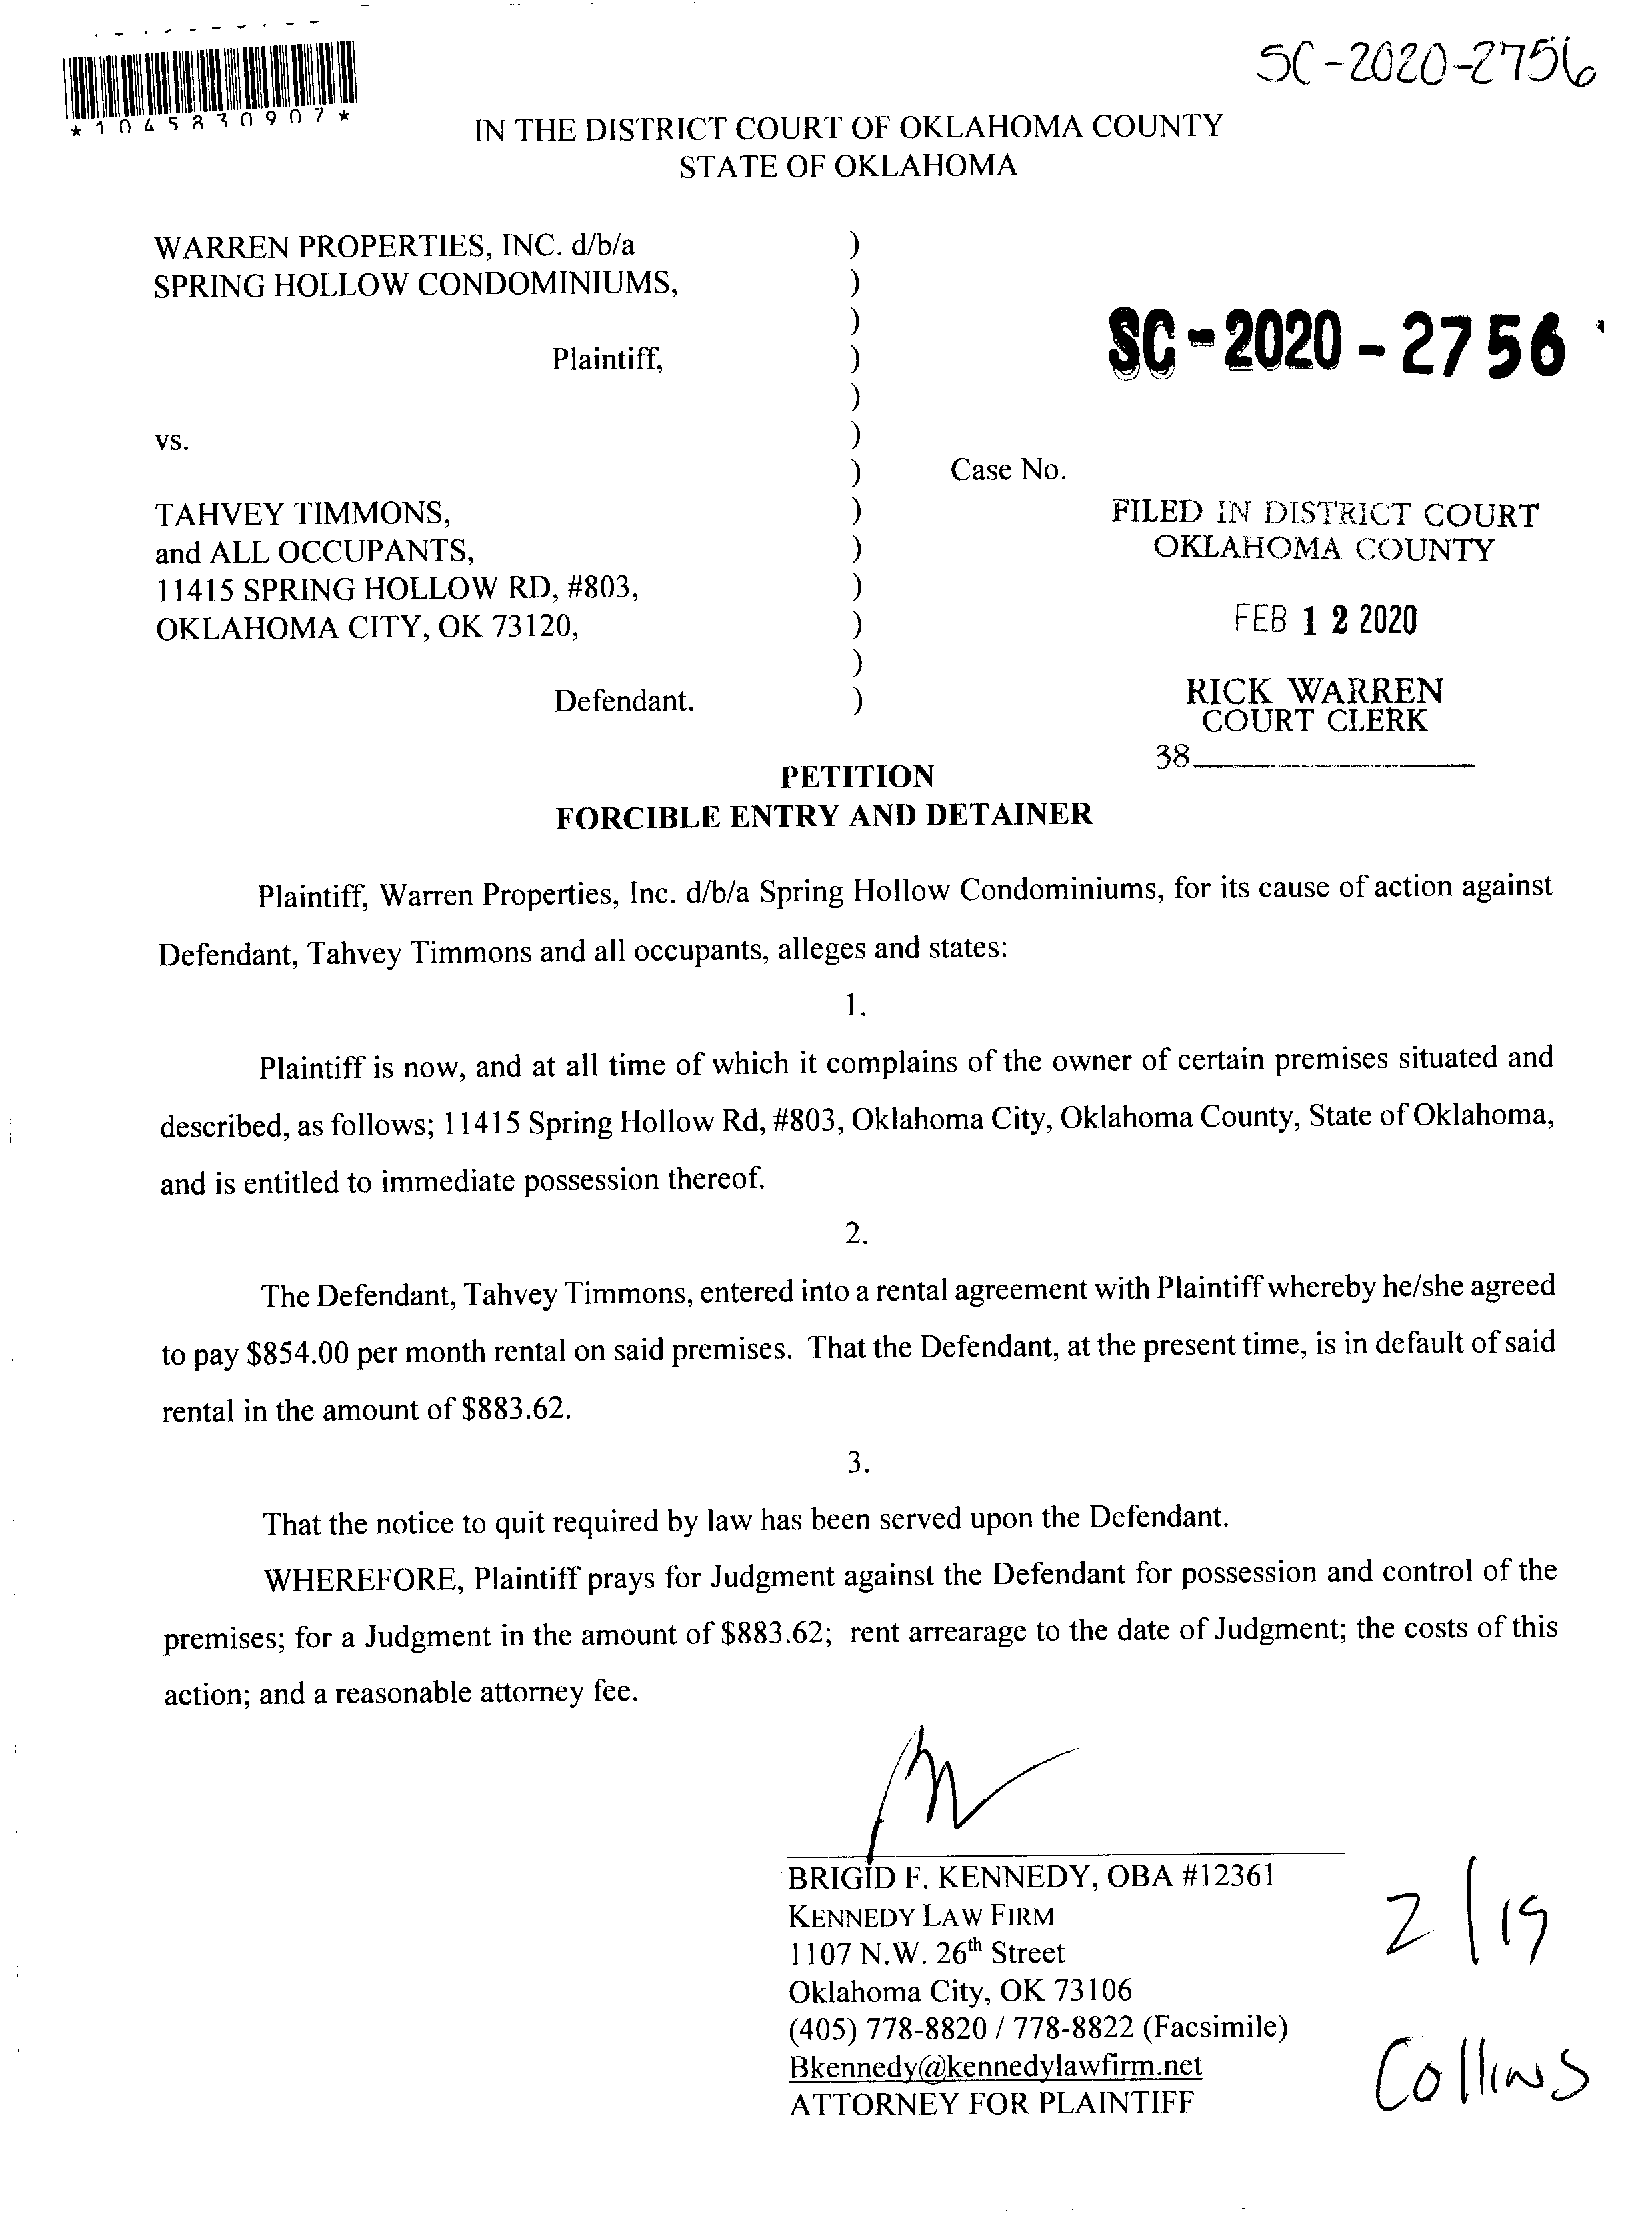 SC-2020-2756
*1045830907*
IN THE DISTRICT COURT OF OKLAHOMA COUNTY
STATE OF OKLAHOMA
WARREN PROPERTIES, INC. d/b/a )
SPRING HOLLOW CONDOMINIUMS, )
)
Plaintiff, )
SC-2020-2756
)
vs. )
) Case No.
TAHVEY TIMMONS, )
and ALL OCCUPANTS, )
11415 SPRING HOLLOW RD, #803, )
OKLAHOMA CITY, OK 73120, )
)
Defendant. )
FILED IN DISTRICT COURT
OKLAHOMA COUNTY
FEB 12 2020
RICK WARREN
COURT CLERK
38
PETITION
FORCIBLE ENTRY AND DETAINER
Plaintiff, Warren Properties, Inc. d/b/a Spring Hollow Condominiums, for its cause of action against
Defendant, Tahvey Timmons and all occupants, alleges and states:
1.
Plaintiff is now, and at all time of which it complains of the owner of certain premises situated and
described, as follows; 11415 Spring Hollow Rd, #803, Oklahoma City, Oklahoma County, State of Oklahoma,
and is entitled to immediate possession thereof.
2.
The Defendant, Tahvey Timmons, entered into a rental agreement with Plaintiff whereby he/she agreed
to pay $854.00 per month rental on said premises. That the Defendant, at the present time, is in default of said
rental in the amount of $883.62.
3.
That the notice to quit required by law has been served upon the Defendant.
WHEREFORE, Plaintiff prays for Judgment against the Defendant for possession and control of the
premises; for a Judgment in the amount of $883.62; rent arrearage to the date of Judgment; the costs of this
action; and a reasonable attorney fee.
BRIGID F. KENNEDY, OBA #12361
KENNEDY LAW FIRM
1107 N.W. 26th Street
Oklahoma City, OK 73106
(405) 778-8820 / 778-8822 (Facsimile)
Bkennedy@kennedylawfirm.net
ATTORNEY FOR PLAINTIFF
2/19
Collins